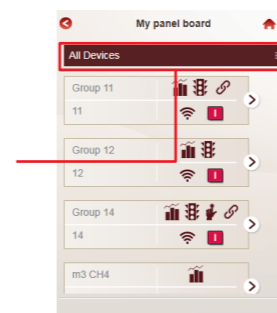 My panel board
All Devices
Group 11
11
I
Group 12
12
I
Group 14
14
I
m3 CH4